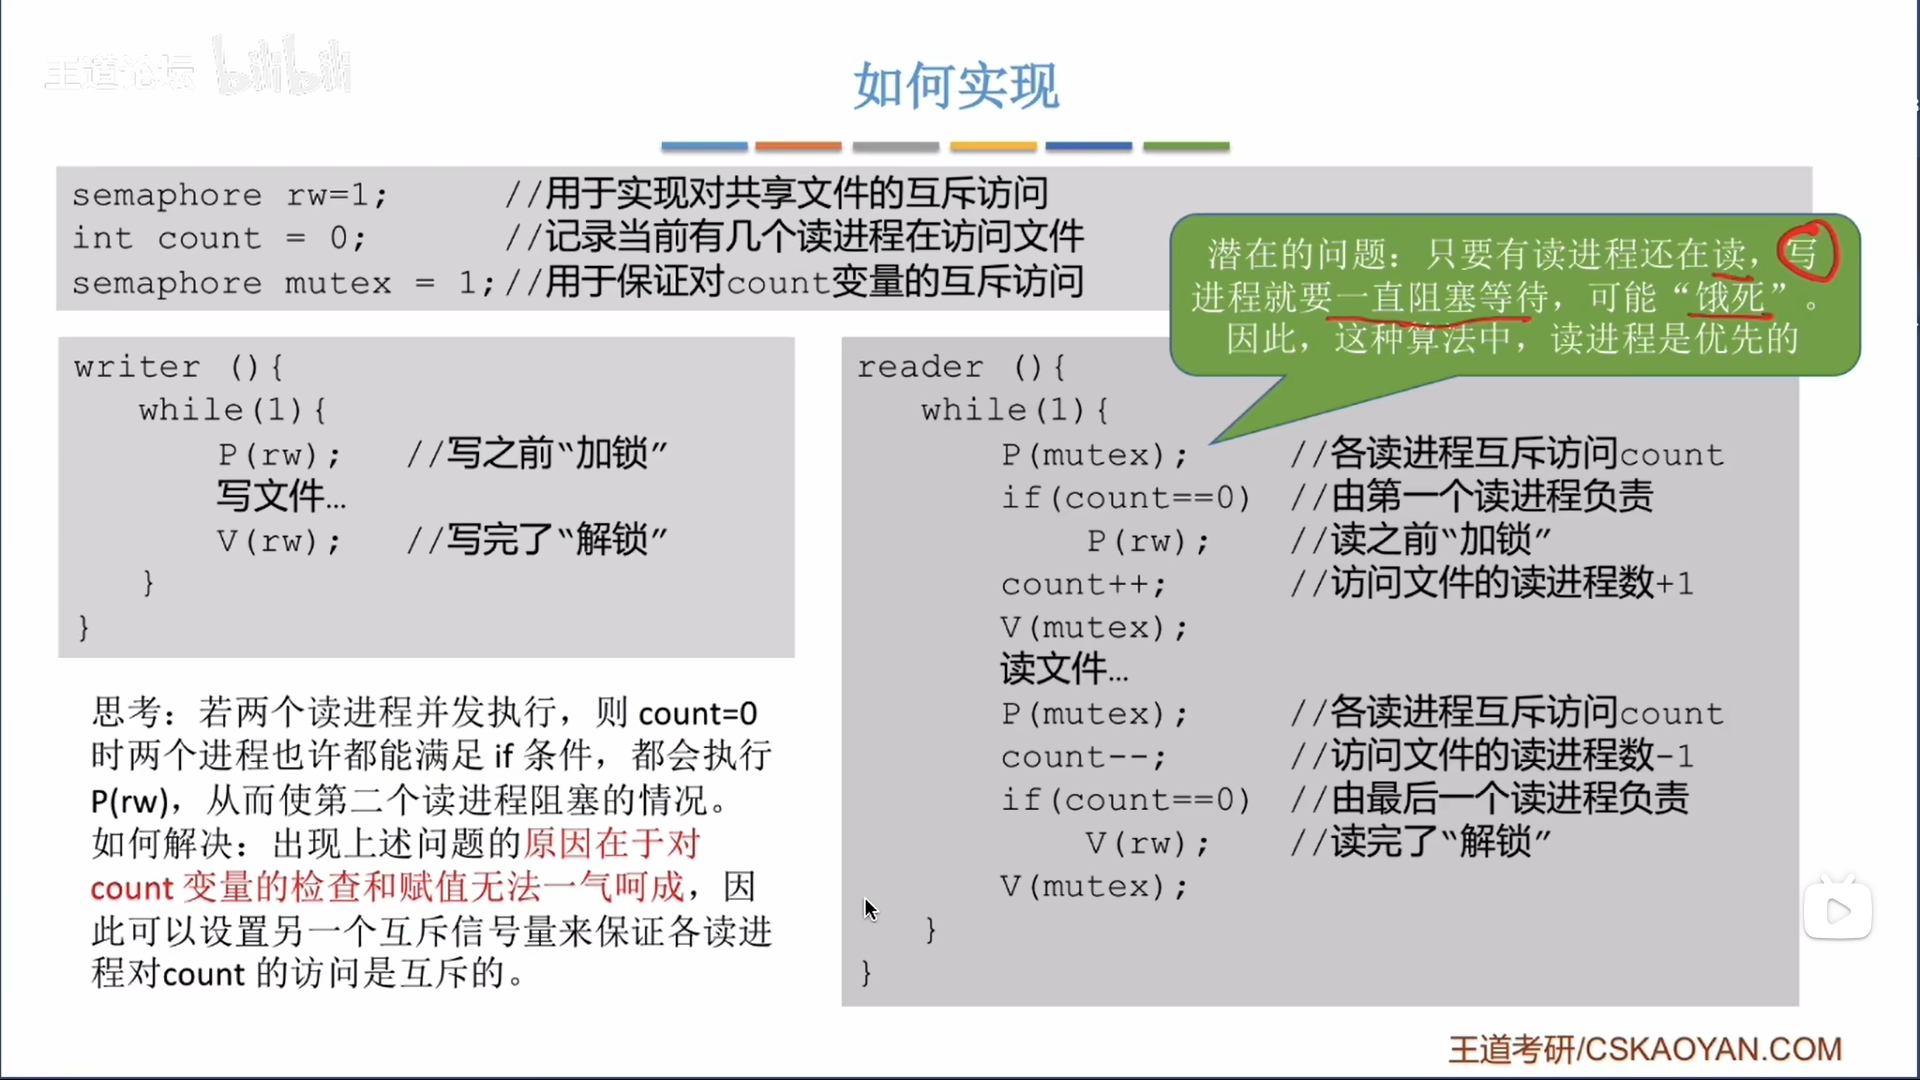 王道论坛 bilibili
如何实现
semaphore rw=1; //用于实现对共享文件的互斥访问
int count = 0; //记录当前有几个读进程在访问文件
semaphore mutex = 1;//用于保证对count变量的互斥访问
潜在的问题：只要有读进程还在读，写
进程就要一直阻塞等待，可能“饿死”。
因此，这种算法中，读进程是优先的
writer (){
while(1){
P(rw); //写之前“加锁”
写文件…
V(rw); //写完了“解锁”
}
}
思考：若两个读进程并发执行，则 count=0
时两个进程也许都能满足 if 条件，都会执行
P(rw)，从而使第二个读进程阻塞的情况。
如何解决：出现上述问题的原因在于对
count 变量的检查和赋值无法一气呵成，因
此可以设置另一个互斥信号量来保证各读进
程对count 的访问是互斥的。
reader (){
while(1){
P(mutex); //各读进程互斥访问count
if(count==0) //由第一个读进程负责
P(rw); //读之前“加锁”
count++; //访问文件的读进程数+1
V(mutex);
读文件…
P(mutex); //各读进程互斥访问count
count--; //访问文件的读进程数-1
if(count==0) //由最后一个读进程负责
V(rw); //读完了“解锁”
V(mutex);
}
}
王道考研/CSKAOYAN.COM